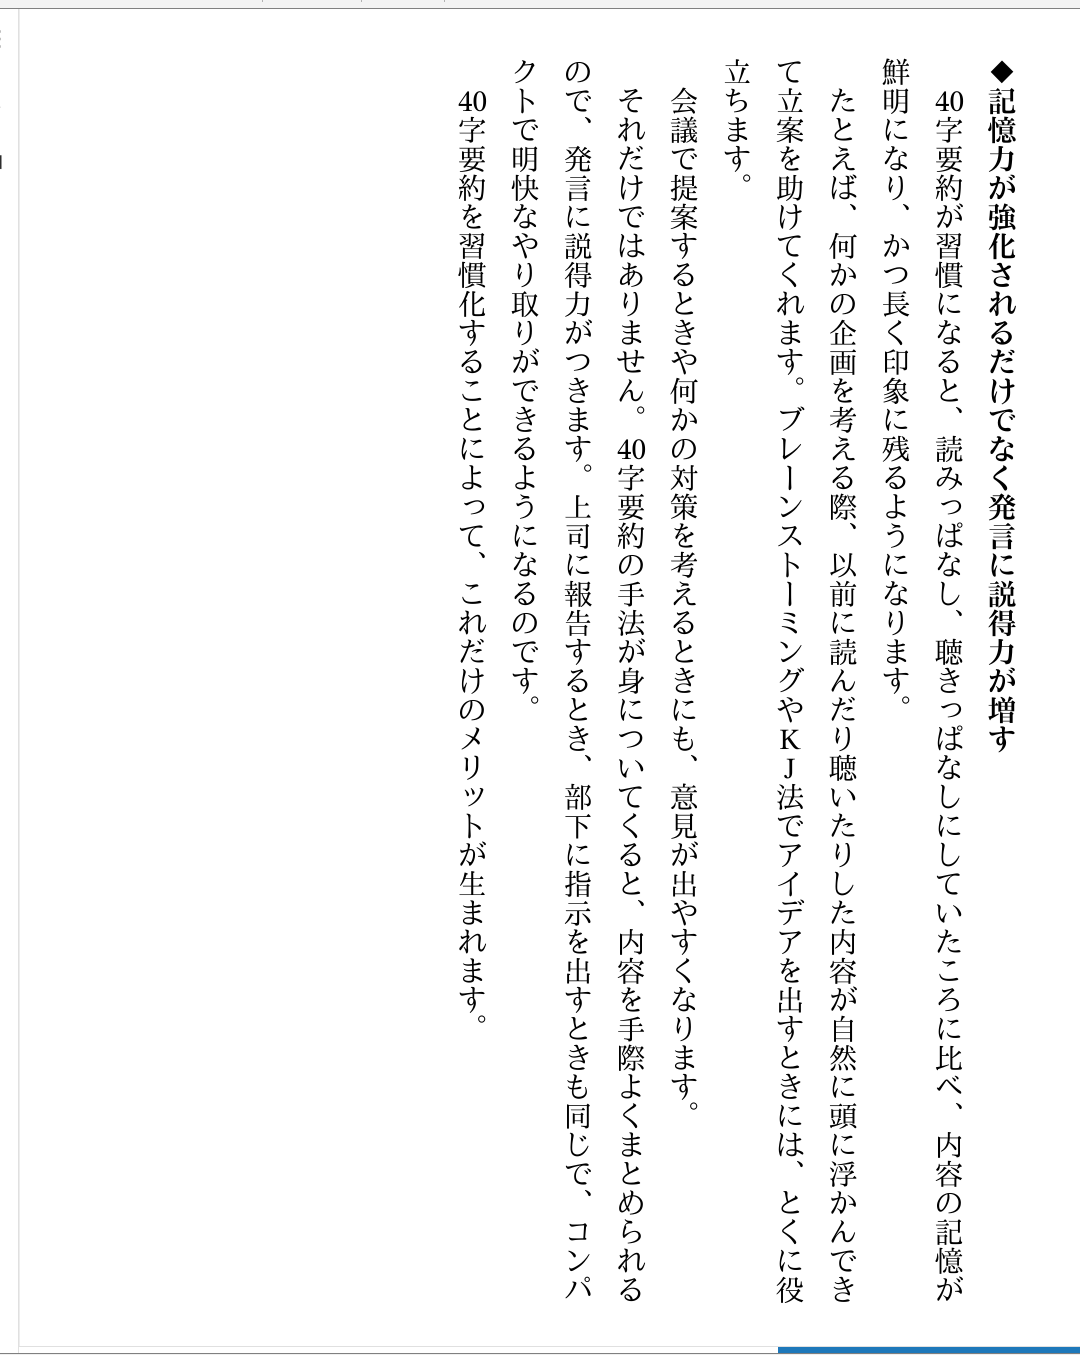 ◆記憶力が強化されるだけでなく発言に説得力が増す
　40字要約が習慣になると、読みっぱなし、聴きっぱなしにしていたころに比べ、内容の記憶が
鮮明になり、かつ長く印象に残るようになります。
　たとえば、何かの企画を考える際、以前に読んだり聴いたりした内容が自然に頭に浮かんでき
て立案を助けてくれます。ブレーンストーミングやKJ法でアイデアを出すときには、とくに役
立ちます。
　会議で提案するときや何かの対策を考えるときにも、意見が出やすくなります。
　それだけではありません。40字要約の手法が身についてくると、内容を手際よくまとめられる
ので、発言に説得力がつきます。上司に報告するとき、部下に指示を出すときも同じで、コンパ
クトで明快なやり取りができるようになるのです。
　40字要約を習慣化することによって、これだけのメリットが生まれます。